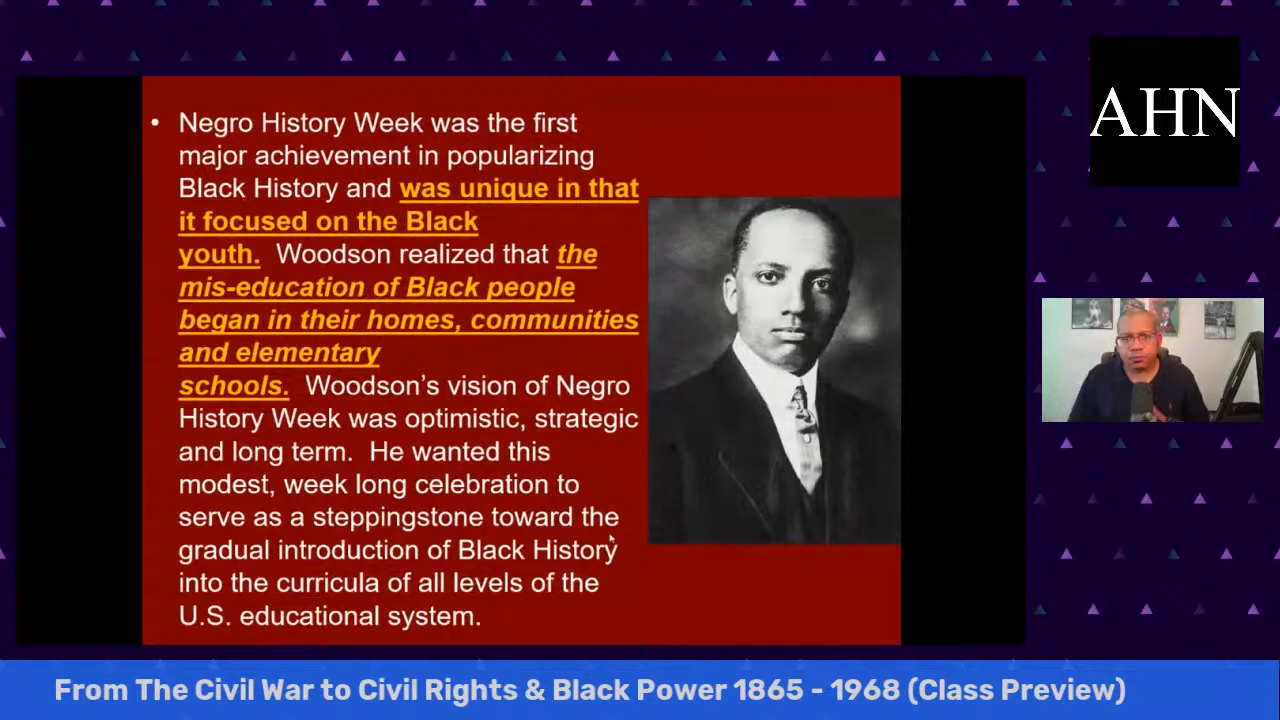 • Negro History Week was the first
major achievement in popularizing
Black History and was unique in that
it focused on the Black
youth. Woodson realized that the
mis-education of Black people
began in their homes, communities
and elementary
schools. Woodson’s vision of Negro
History Week was optimistic, strategic
and long term. He wanted this
modest, week long celebration to
serve as a steppingstone toward the
gradual introduction of Black History
into the curricula of all levels of the
U.S. educational system.
AHN
From The Civil War to Civil Rights & Black Power 1865 - 1968 (Class Preview)